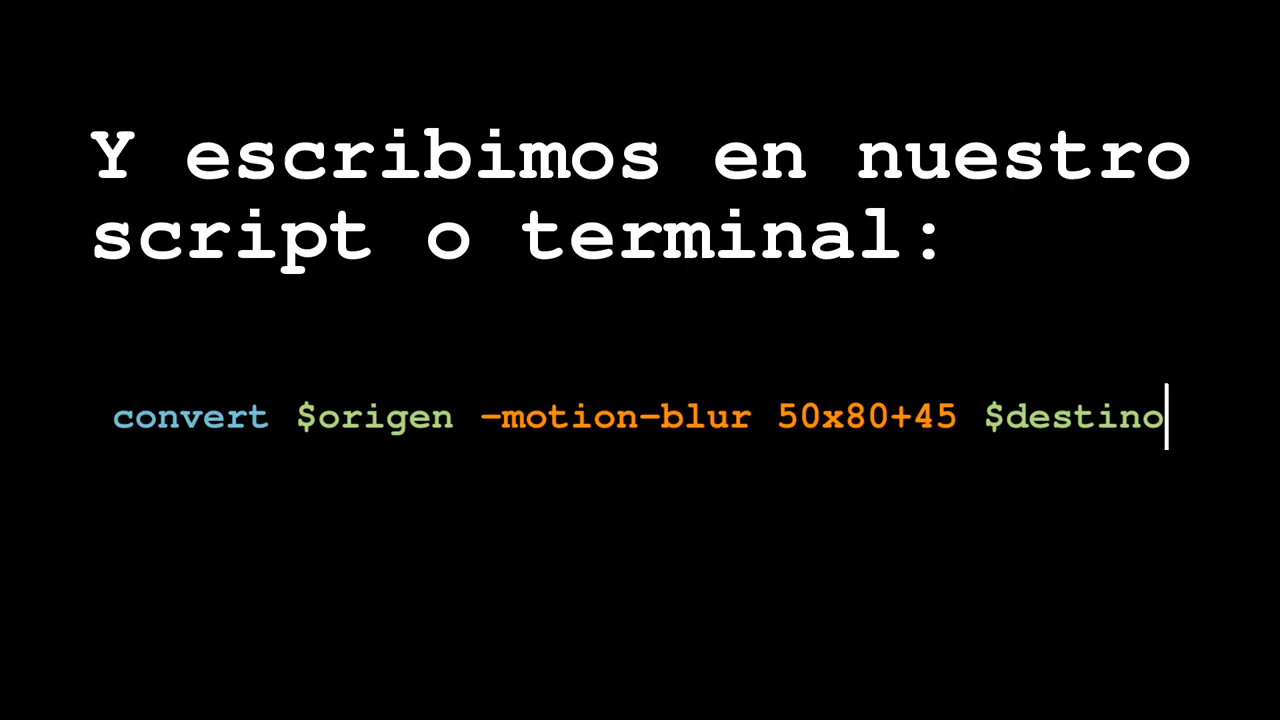 Y escribimos en nuestro
script o terminal:
convert $origen -motion-blur 50x80+45 $destino